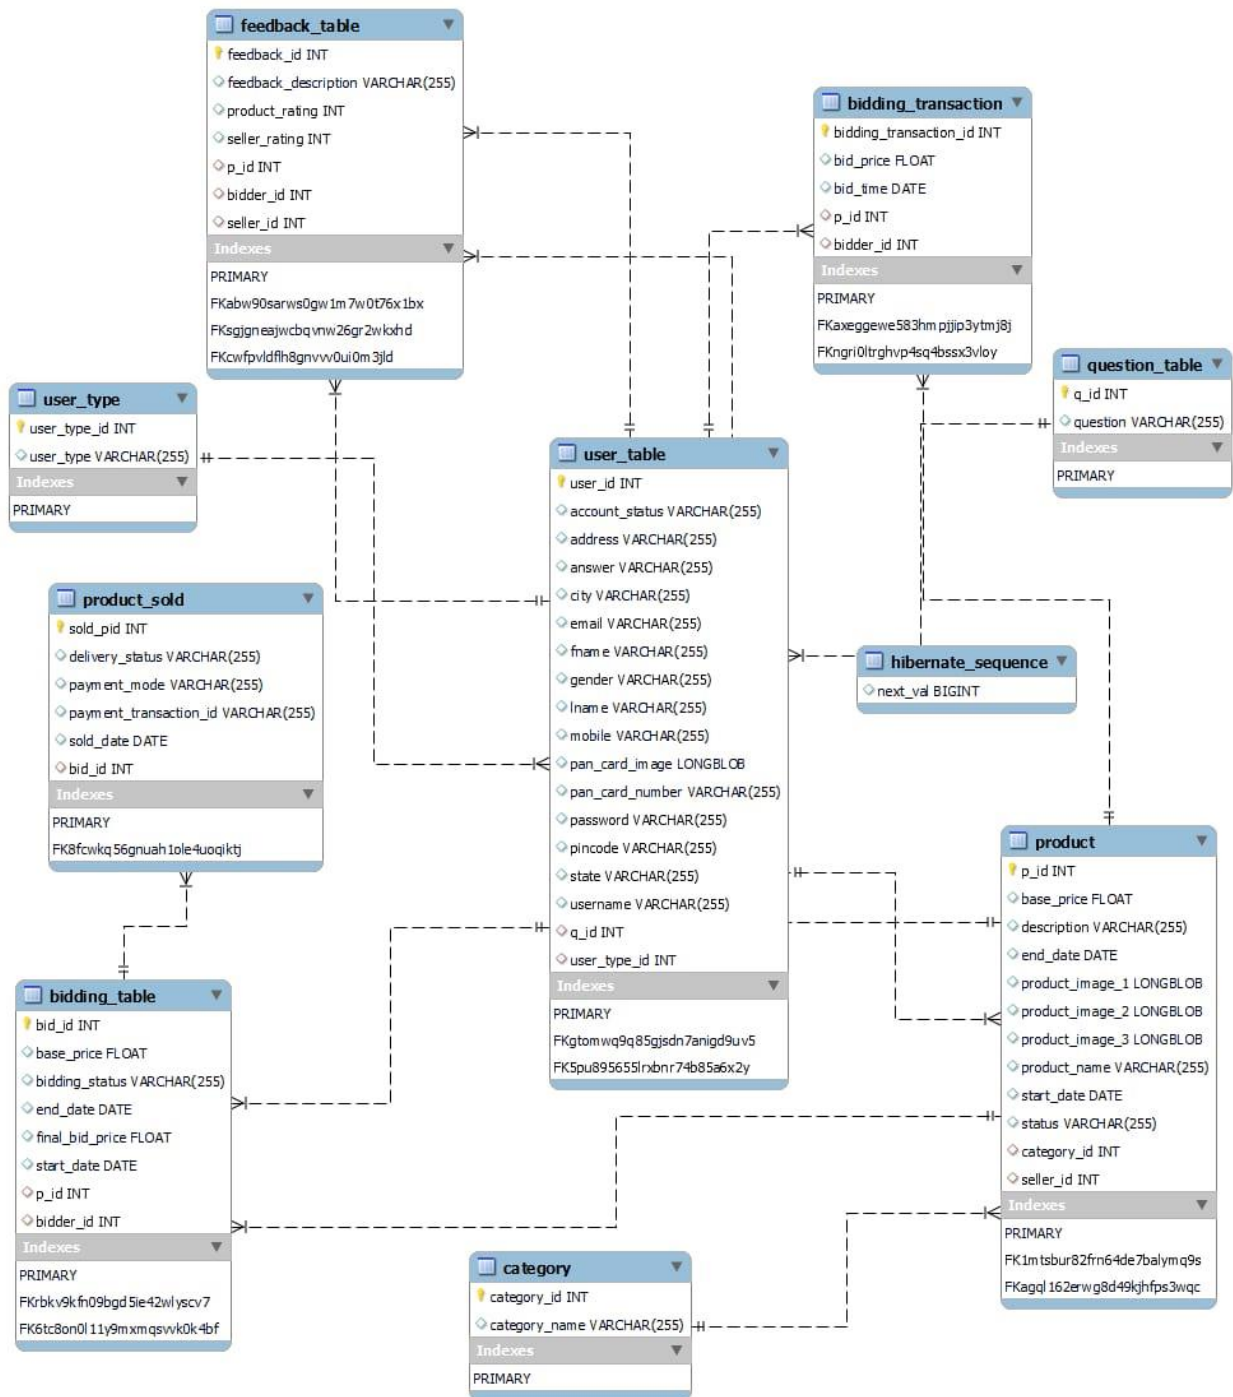 feedback_table
feedback_id INT
feedback_description VARCHAR(255)
product_rating INT
seller_rating INT
p_id INT
bidder_id INT
seller_id INT
Indexes
PRIMARY
FKabw90sarws0gw1m7w0t76x1bx
FKsgjgneajwcbqvnw26gr2wkxhd
FKcwfpvldflh8gnvvv0ui0m3jld
bidding_transaction
bidding_transaction_id INT
bid_price FLOAT
bid_time DATE
p_id INT
bidder_id INT
Indexes
PRIMARY
FKaxeggewe583hmpjjip3ytmj8j
FKngri0ltrghvp4sq4bssx3vloy
question_table
q_id INT
question VARCHAR(255)
Indexes
PRIMARY
user_type
user_type_id INT
user_type VARCHAR(255)
Indexes
PRIMARY
user_table
user_id INT
account_status VARCHAR(255)
address VARCHAR(255)
answer VARCHAR(255)
city VARCHAR(255)
email VARCHAR(255)
fname VARCHAR(255)
gender VARCHAR(255)
lname VARCHAR(255)
mobile VARCHAR(255)
pan_card_image LONGBLOB
pan_card_number VARCHAR(255)
password VARCHAR(255)
pincode VARCHAR(255)
state VARCHAR(255)
username VARCHAR(255)
q_id INT
user_type_id INT
Indexes
PRIMARY
FKgtomwq9q85gjsdn7anigd9uv5
FK5pu895655lrxbnr74b85a6x2y
product_sold
sold_pid INT
delivery_status VARCHAR(255)
payment_mode VARCHAR(255)
payment_transaction_id VARCHAR(255)
sold_date DATE
bid_id INT
Indexes
PRIMARY
FK8fcwkq56gnuah1ole4uoqiktj
hibernate_sequence
next_val BIGINT
product
p_id INT
base_price FLOAT
description VARCHAR(255)
end_date DATE
product_image_1 LONGBLOB
product_image_2 LONGBLOB
product_image_3 LONGBLOB
product_name VARCHAR(255)
start_date DATE
status VARCHAR(255)
category_id INT
seller_id INT
Indexes
PRIMARY
FK1mtsbur82frn64de7balymq9s
FKagql162erwg8d49kjhfps3wqc
bidding_table
bid_id INT
base_price FLOAT
bidding_status VARCHAR(255)
end_date DATE
final_bid_price FLOAT
start_date DATE
p_id INT
bidder_id INT
Indexes
PRIMARY
FKrbkv9kfn09bgd5ie42wlyscv7
FK6tc8on0l11y9mxmqsvvk0k4bf
category
category_id INT
category_name VARCHAR(255)
Indexes
PRIMARY